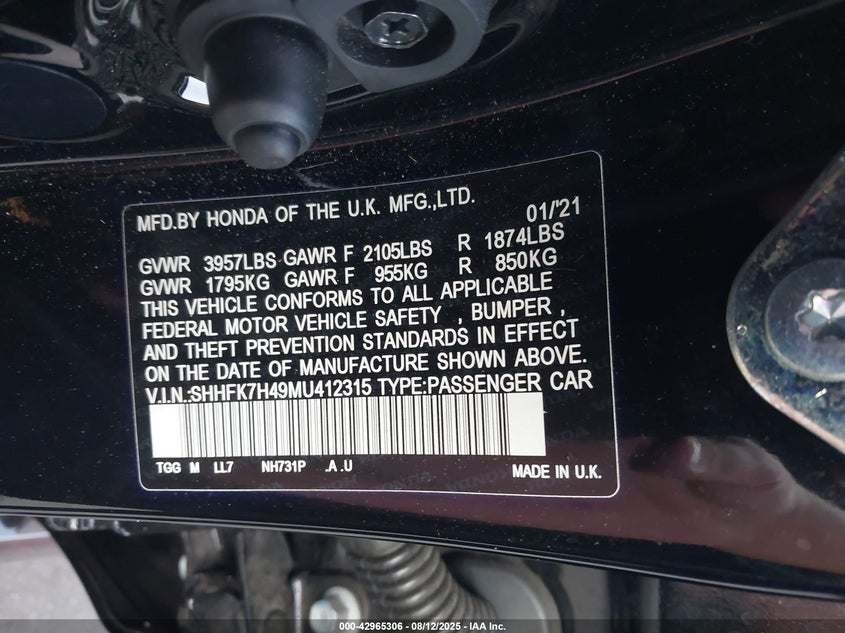 MFD.BY HONDA OF THE U.K. MFG.,LTD. 01/'21
GVWR 3957LBS GAWR F 2105LBS R 1874LBS
GVWR 1795KG GAWR F 955KG R 850KG
THIS VEHICLE CONFORMS TO ALL APPLICABLE
FEDERAL MOTOR VEHICLE SAFETY , BUMPER ,
AND THEFT PREVENTION STANDARDS IN EFFECT
ON THE DATE OF MANUFACTURE SHOWN ABOVE.
V.I.N.:SHHFK7H49MU412315 TYPE:PASSENGER CAR
TGG M LL7 NH731P .A .U MADE IN U.K.
000-42965306 - 08/12/2025 - IAA Inc.